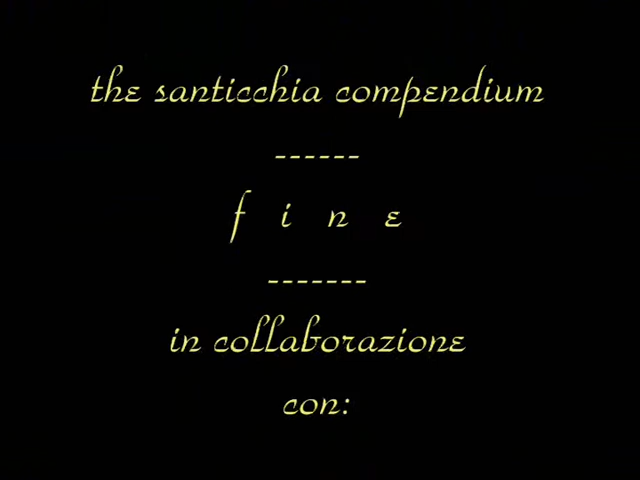 the santicchia compendium
------
f i n e
-------
in collaborazione
con: